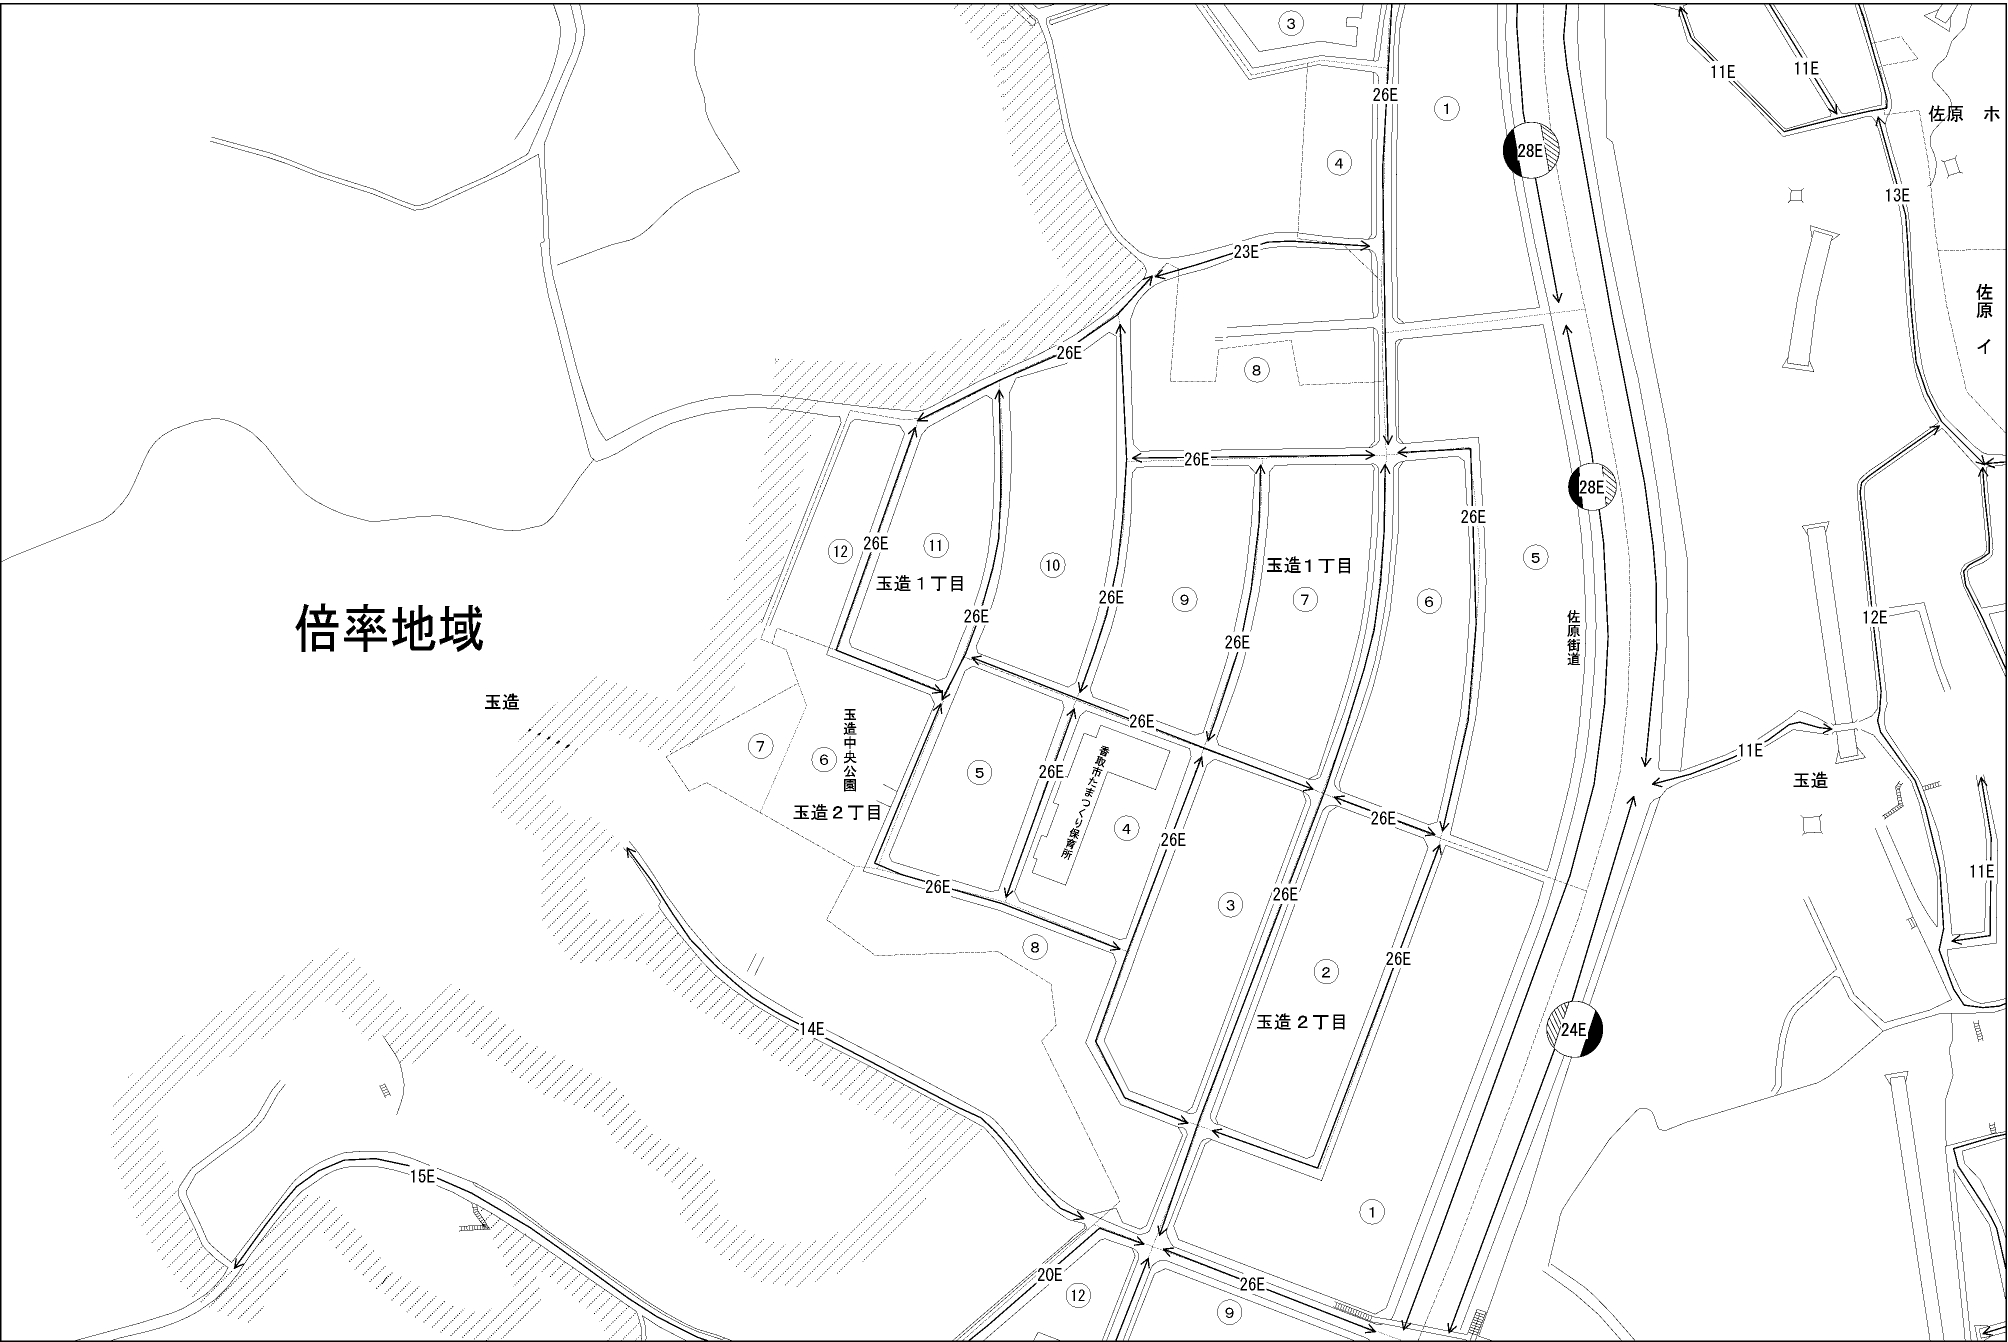 ③
26E
①
11E
11E
佐原 ホ
28E
④
13E
23E
佐原 イ
26E
⑧
26E
28E
26E
⑫
26E
⑪
⑩
玉造１丁目
玉造１丁目
⑤
26E
⑨
⑦
⑥
26E
26E
12E
倍率地域
佐原街道
玉造
26E
⑦
⑥
玉造中央公園
玉造２丁目
⑤
26E
香取市たまつくり保育所
④
11E
玉造
26E
26E
11E
26E
26E
③
⑧
26E
②
玉造２丁目
14E
24E
15E
①
20E
⑫
26E
⑨